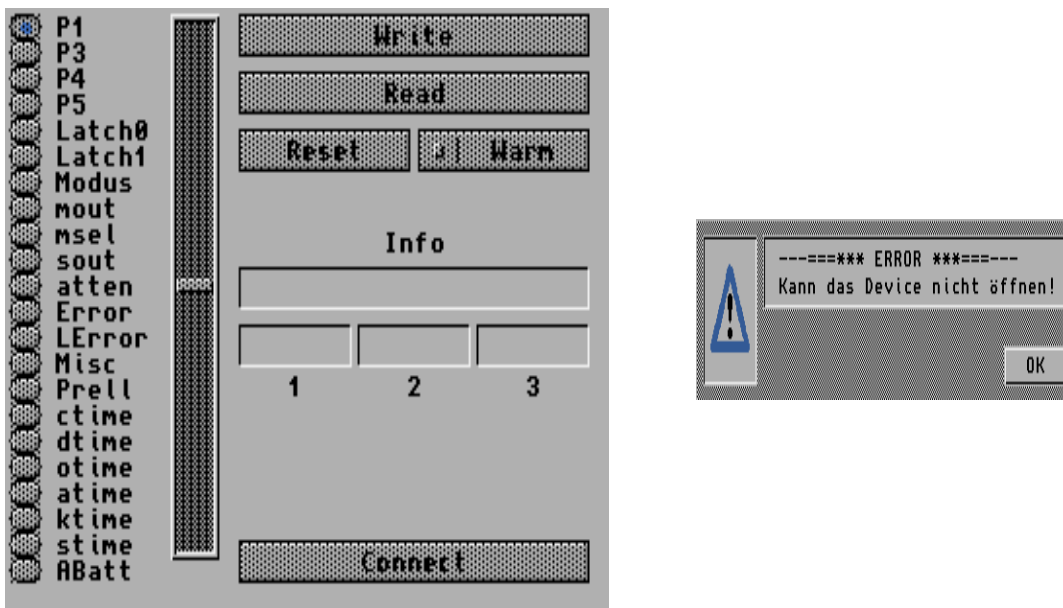 P1
P3
P4
P5
Latch0
Latch1
Modus
mout
msel
sout
atten
Error
LError
Misc
Prell
ctime
dtime
otime
atime
ktime
stime
ABatt
Write
Read
Reset Warm
Info
1 2 3
Connect
---===*** ERROR ***===---
Kann das Device nicht öffnen!
OK